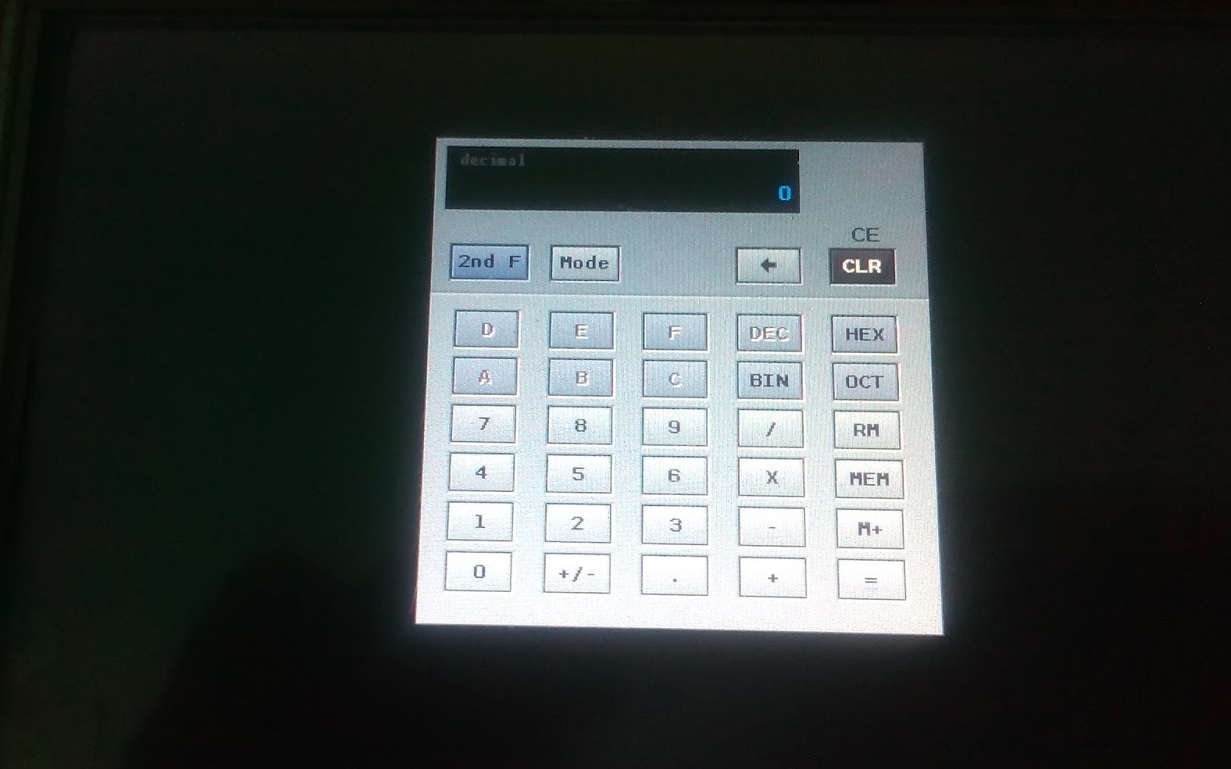 decimal
0
CE
2nd F Mode ← CLR
D E F DEC HEX
A B C BIN OCT
7 8 9 / RM
4 5 6 X MEM
1 2 3 - M+
0 +/- . + =